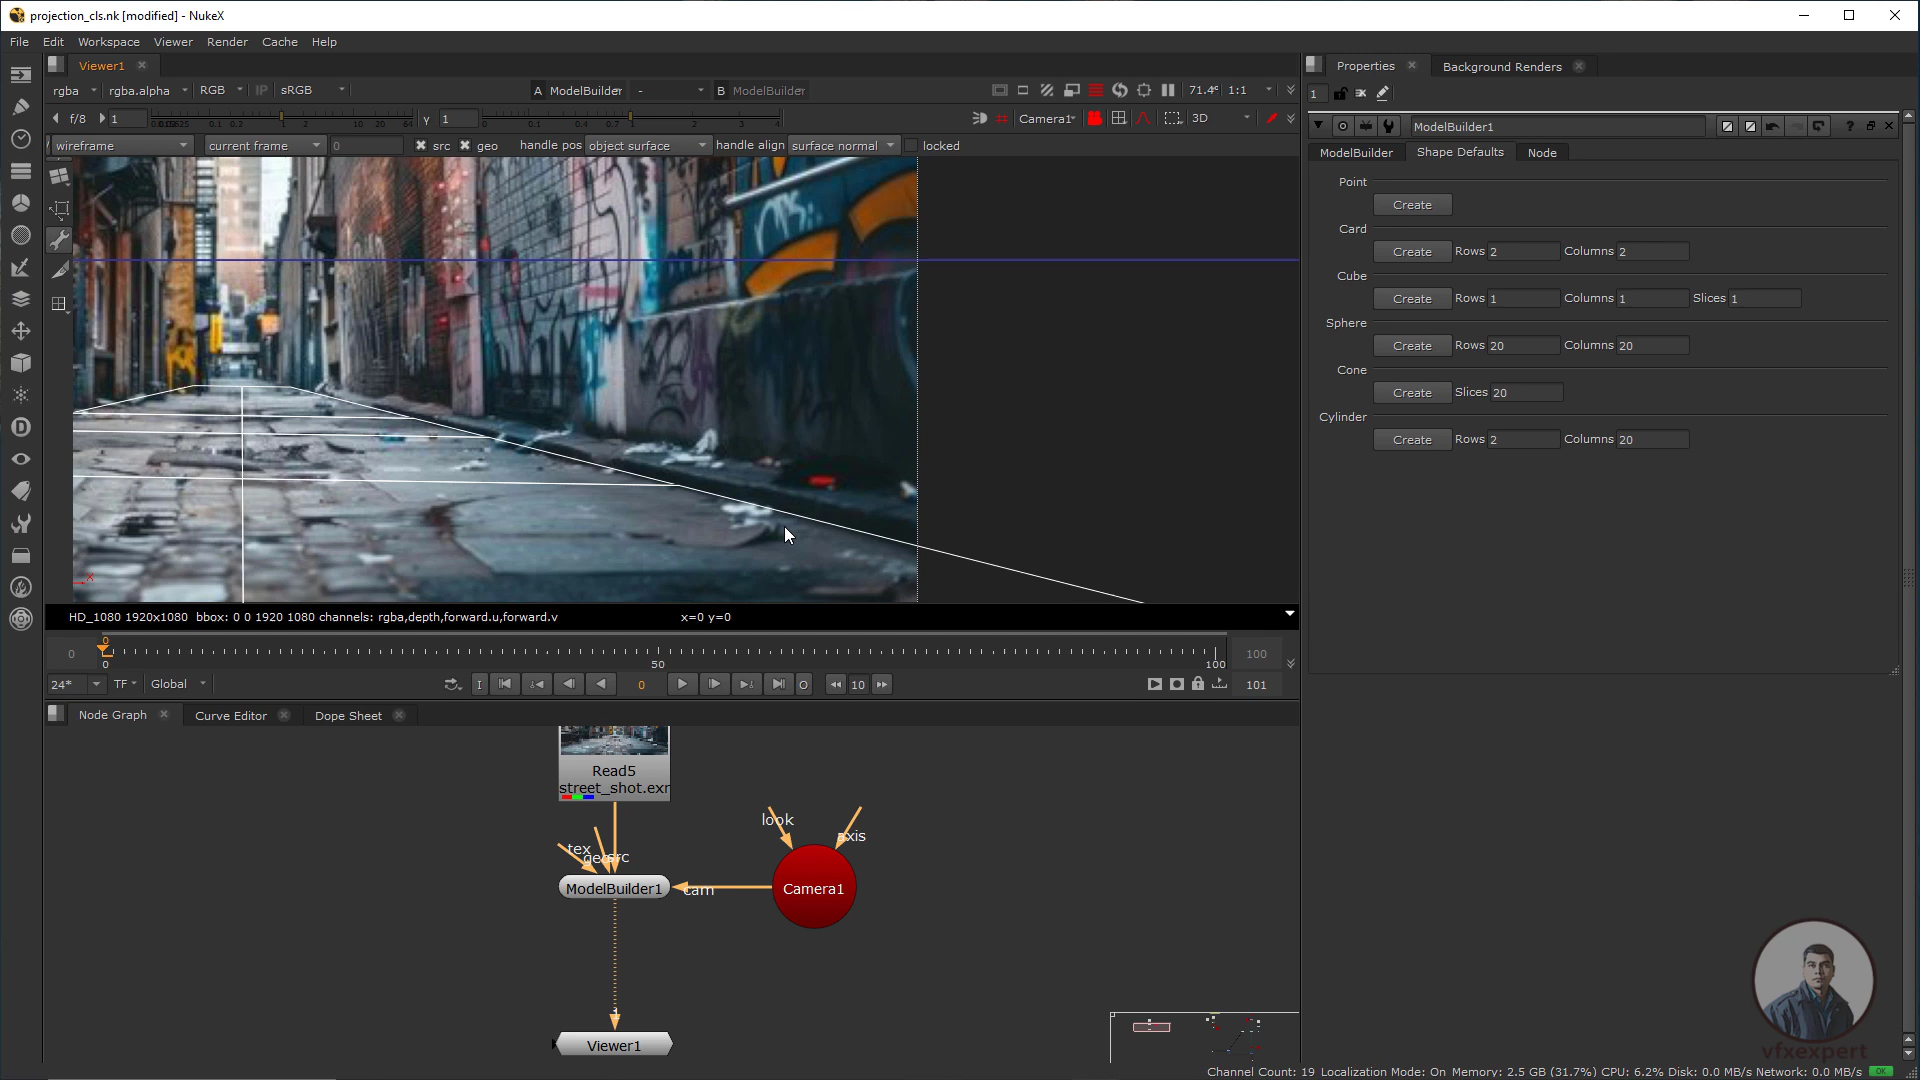 projection_cls.nk [modified] - NukeX
File Edit Workspace Viewer Render Cache Help
Viewer1
Properties
Background Renders
rgba rgba.alpha RGB IP sRGB A ModelBuilder - B ModelBuilder 1:1
1
f/8 1 Y 1 Camera1 3D
wireframe current frame 0 src geo handle pos object surface handle align surface normal locked
ModelBuilder1
ModelBuilder Shape Defaults Node
Point
Create
Card
Create Rows 2 Columns 2
Cube
Create Rows 1 Columns 1 Slices 1
Sphere
Create Rows 20 Columns 20
Cone
Create Slices 20
Cylinder
Create Rows 2 Columns 20
x
HD_1080 1920x1080 bbox: 0 0 1920 1080 channels: rgba,depth,forward.u,forward.v x=0 y=0
0
0 100
0 50 100
24* TF Global I 0 O 10 101
Node Graph Curve Editor Dope Sheet
Read5
street_shot.exr
look
axis
tex
geo
src
ModelBuilder1
cam
Camera1
1
Viewer1
vfxexpert
Channel Count: 19 Localization Mode: On Memory: 2.5 GB (31.7%) CPU: 6.2% Disk: 0.0 MB/s Network: 0.0 MB/s OK